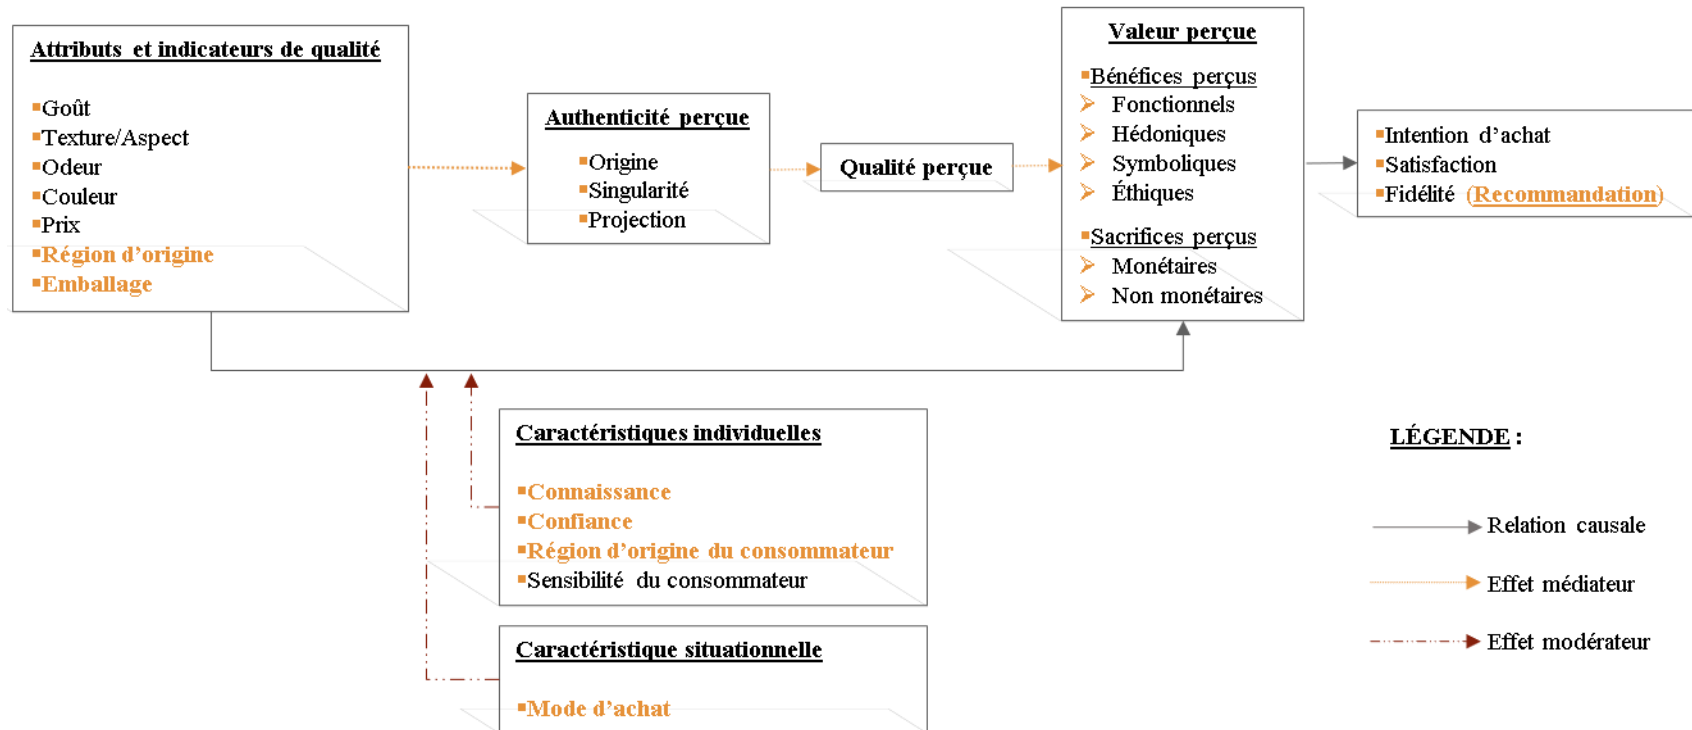 Attributs et indicateurs de qualité
▪Goût
▪Texture/Aspect
▪Odeur
▪Couleur
▪Prix
▪Région d'origine
▪Emballage
Authenticité perçue
▪Origine
▪Singularité
▪Projection
Qualité perçue
Valeur perçue
▪Bénéfices perçus
➢ Fonctionnels
➢ Hédoniques
➢ Symboliques
➢ Éthiques
▪Sacrifices perçus
➢ Monétaires
➢ Non monétaires
▪Intention d'achat
▪Satisfaction
▪Fidélité (Recommandation)
Caractéristiques individuelles
▪Connaissance
▪Confiance
▪Région d'origine du consommateur
▪Sensibilité du consommateur
Caractéristique situationnelle
▪Mode d'achat
LÉGENDE :
Relation causale
Effet médiateur
Effet modérateur